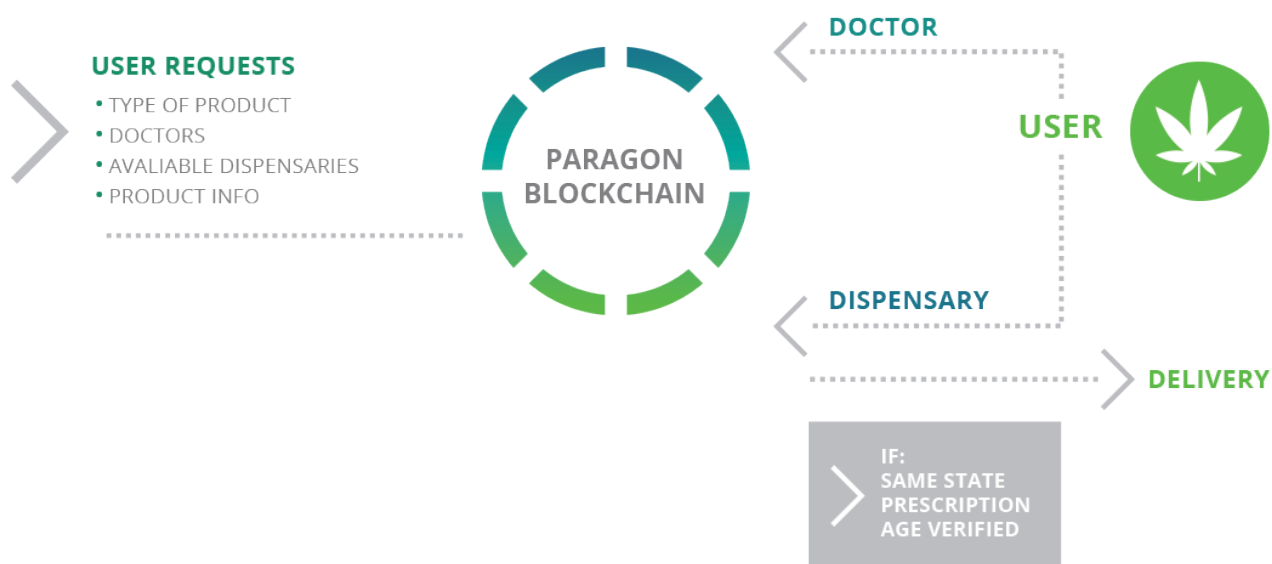 USER REQUESTS
• TYPE OF PRODUCT
• DOCTORS
• AVALIABLE DISPENSARIES
• PRODUCT INFO
PARAGON
BLOCKCHAIN
DOCTOR
USER
DISPENSARY
DELIVERY
IF:
SAME STATE
PRESCRIPTION
AGE VERIFIED